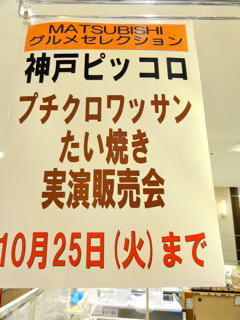 MATSUBISHI
グルメセレクション
神戸ピッコロ
プチクロワッサン
たい焼き
実演販売会
10月25日(火)まで